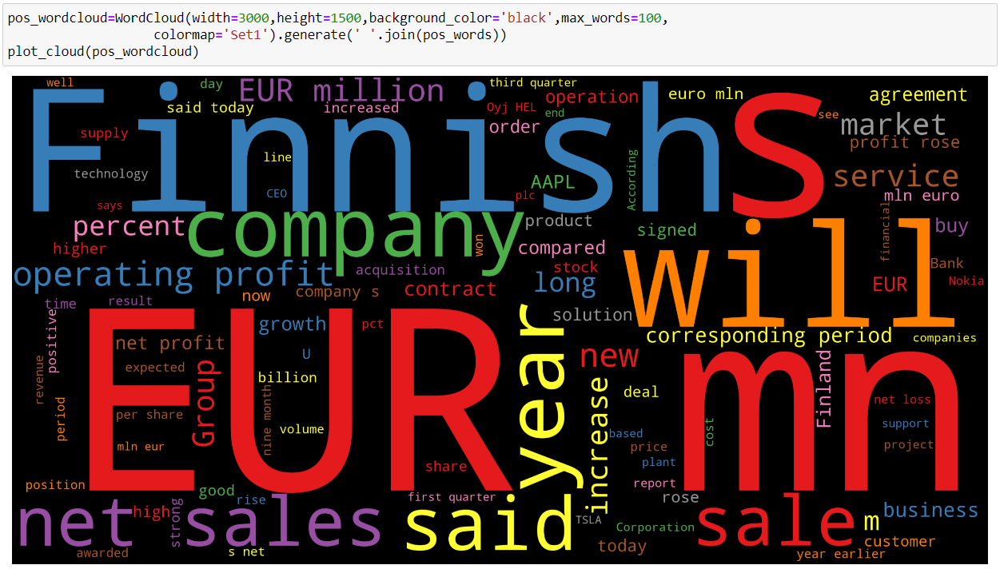 pos_wordcloud=WordCloud(width=3000,height=1500,background_color='black',max_words=100,
colormap='Set1').generate(' '.join(pos_words))
plot_cloud(pos_wordcloud)
well
day
EUR million
third quarter
said today
increased
Oyj HEL
operation
euro mln
agreement
end
see
order
market
supply
Finnish
s
profit rose
line
According
technology
AAPL
service
CEO
plc
mln euro
says
company
product
percent
signed
financial
buy
higher
won
compared
will
operating profit
acquisition
stock
Bank
long
EUR
Nokia
now
company s
contract
time
result
positive
growth
pct
solution
year
corresponding period
companies
net profit
U
new
EUR
mn
revenue
expected
Group
billion
increase
Finland
deal
net loss
period
per share
nine month
volume
based
cost
support
mln eur
price
project
share
plant
position
good
report
rise
first quarter
rose
net sales
high
strong
said
TSLA
sale
m
business
Corporation
today
customer
awarded
s net
year earlier